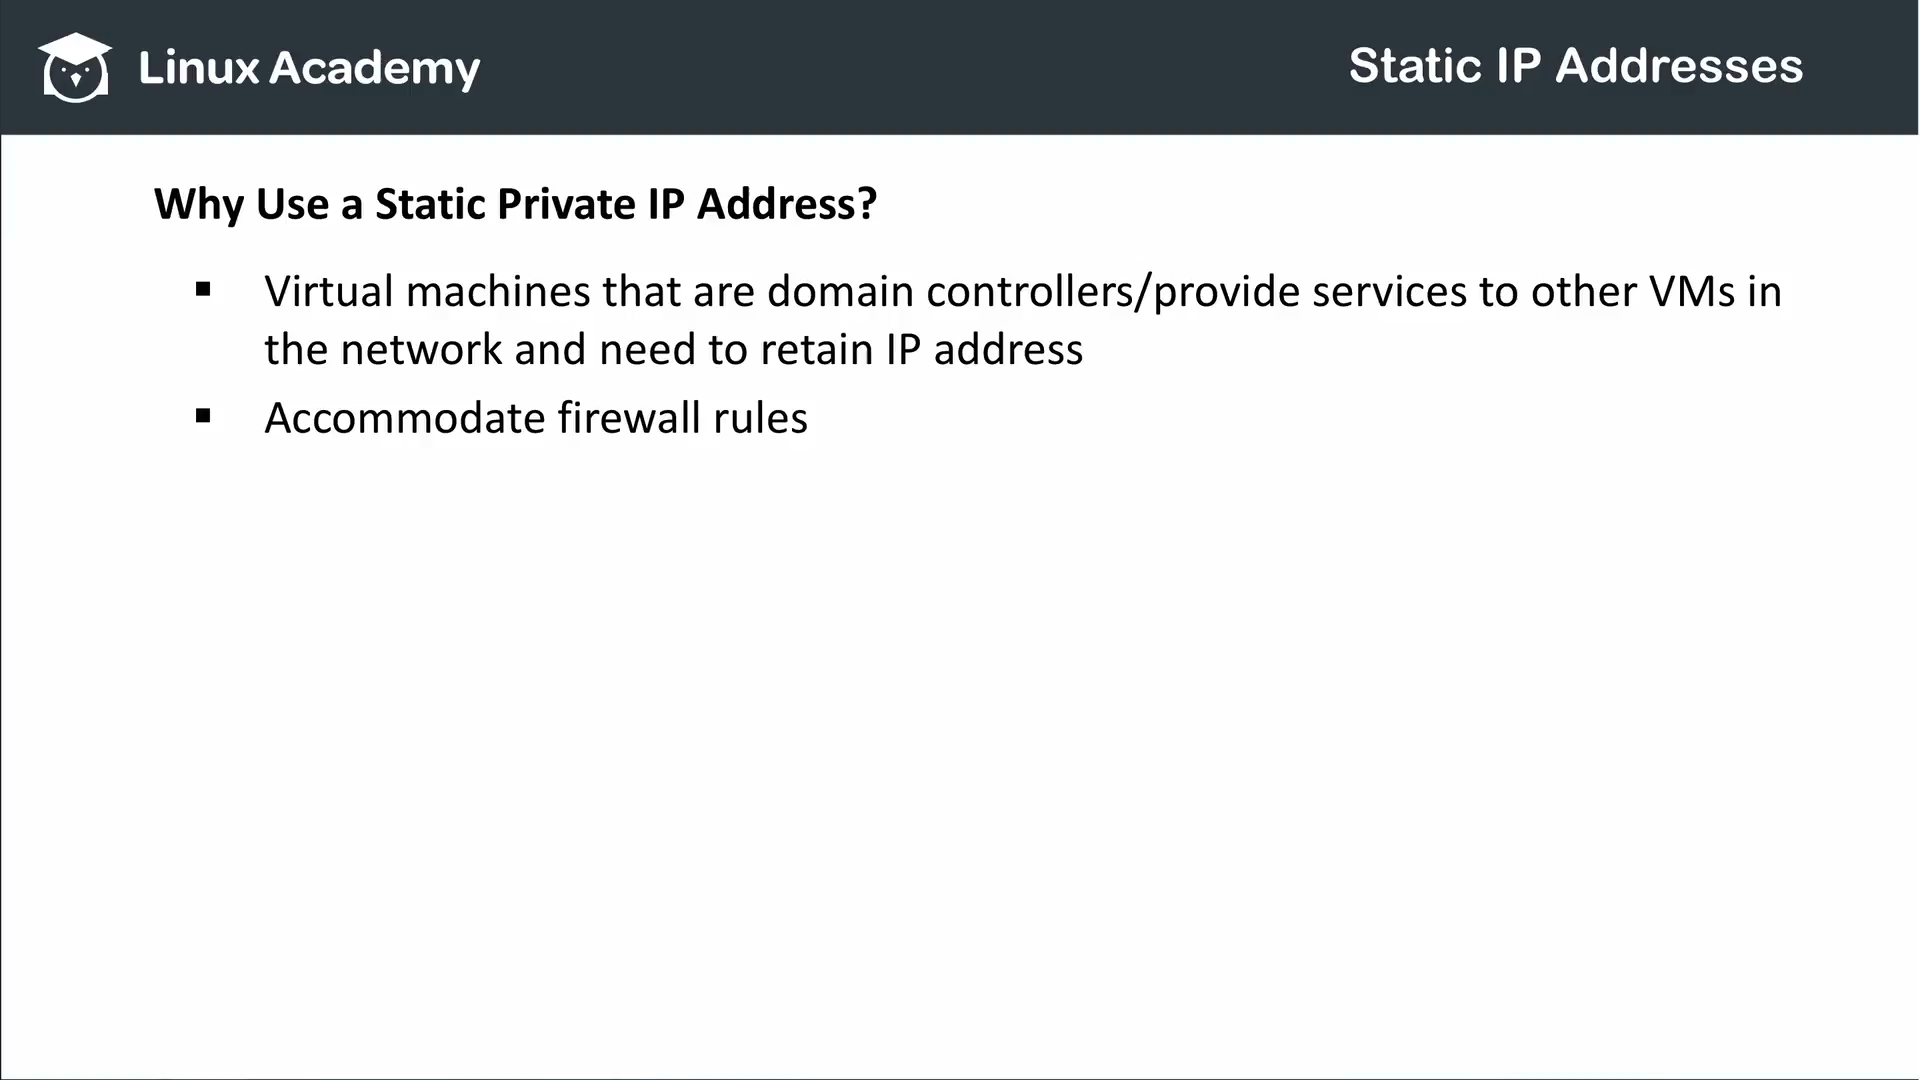 Linux Academy
Static IP Addresses
Why Use a Static Private IP Address?
▪ Virtual machines that are domain controllers/provide services to other VMs in
the network and need to retain IP address
▪ Accommodate firewall rules